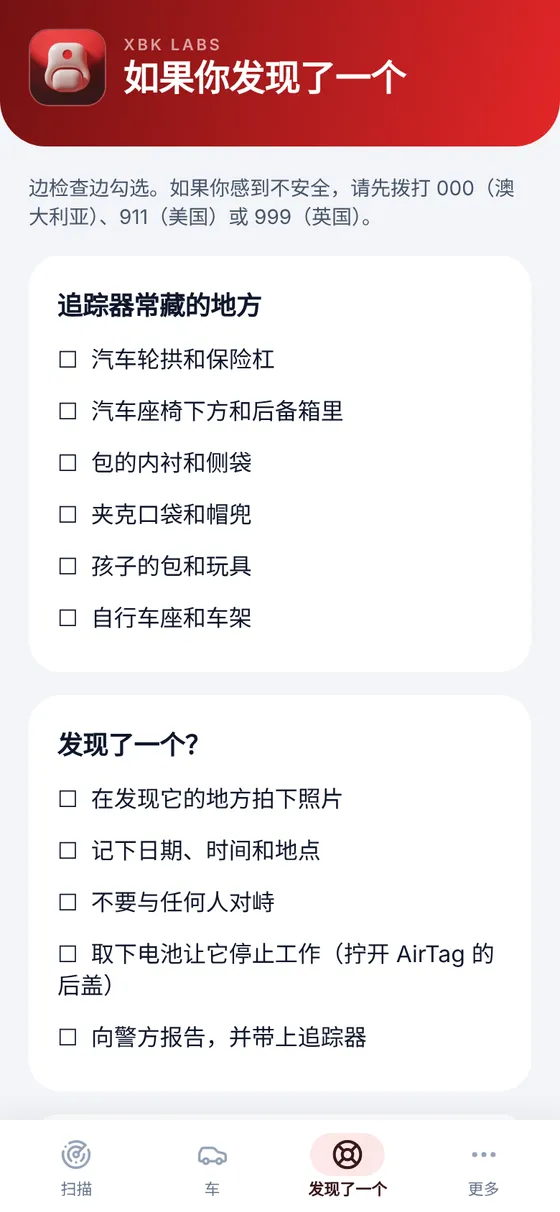 XBK LABS
如果你发现了一个
边检查边勾选。如果你感到不安全，请先拨打 000（澳
大利亚）、911（美国）或 999（英国）。
追踪器常藏的地方
☐ 汽车轮拱和保险杠
☐ 汽车座椅下方和后备箱里
☐ 包的内衬和侧袋
☐ 夹克口袋和帽兜
☐ 孩子的包和玩具
☐ 自行车座和车架
发现了一个？
☐ 在发现它的地方拍下照片
☐ 记下日期、时间和地点
☐ 不要与任何人对峙
☐ 取下电池让它停止工作（拧开 AirTag 的
后盖）
☐ 向警方报告，并带上追踪器
扫描
车
发现了一个
更多